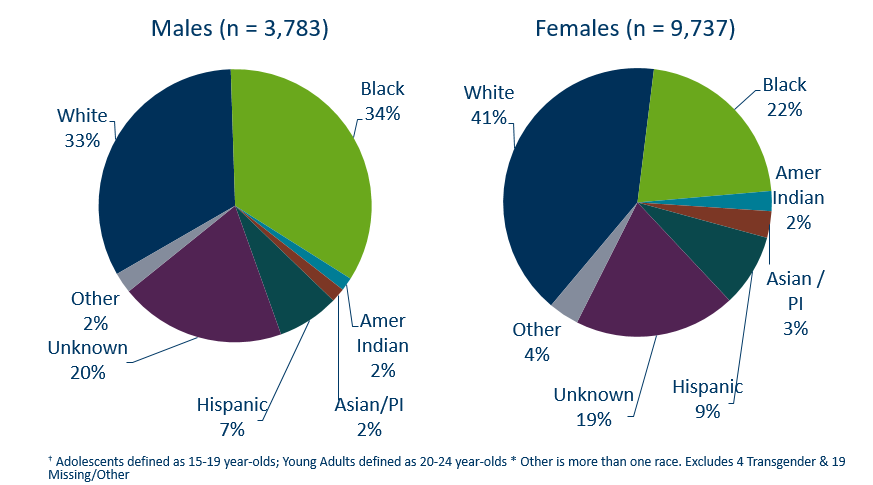 Males (n = 3,783)
Females (n = 9,737)
Black
34%
White
33%
Other
2%
Unknown
20%
Hispanic
7%
Asian/PI
2%
Amer
Indian
2%
White
41%
Black
22%
Amer
Indian
2%
Asian /
PI
3%
Hispanic
9%
Unknown
19%
Other
4%
† Adolescents defined as 15-19 year-olds; Young Adults defined as 20-24 year-olds * Other is more than one race. Excludes 4 Transgender & 19
Missing/Other